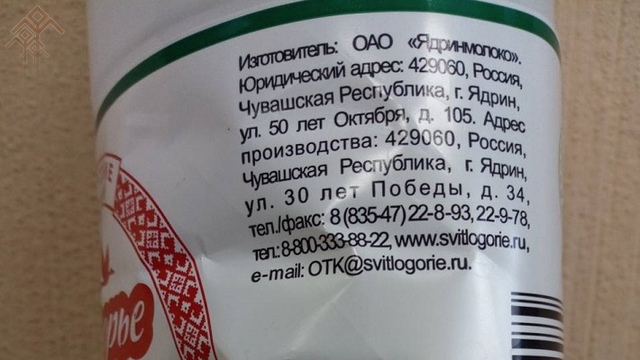 Изготовитель: ОАО «Ядринмолоко».
Юридический адрес: 429060, Россия,
Чувашская Республика, г. Ядрин,
ул. 50 лет Октября, д. 105. Адрес
производства: 429060, Россия,
Чувашская Республика, г. Ядрин,
ул. 30 лет Победы, д. 34,
тел./факс: 8 (835-47) 22-8-93, 22-9-78,
тел.: 8-800-333-88-22, www.svitlogorie.ru,
e-mail: OTK@svitlogorie.ru.